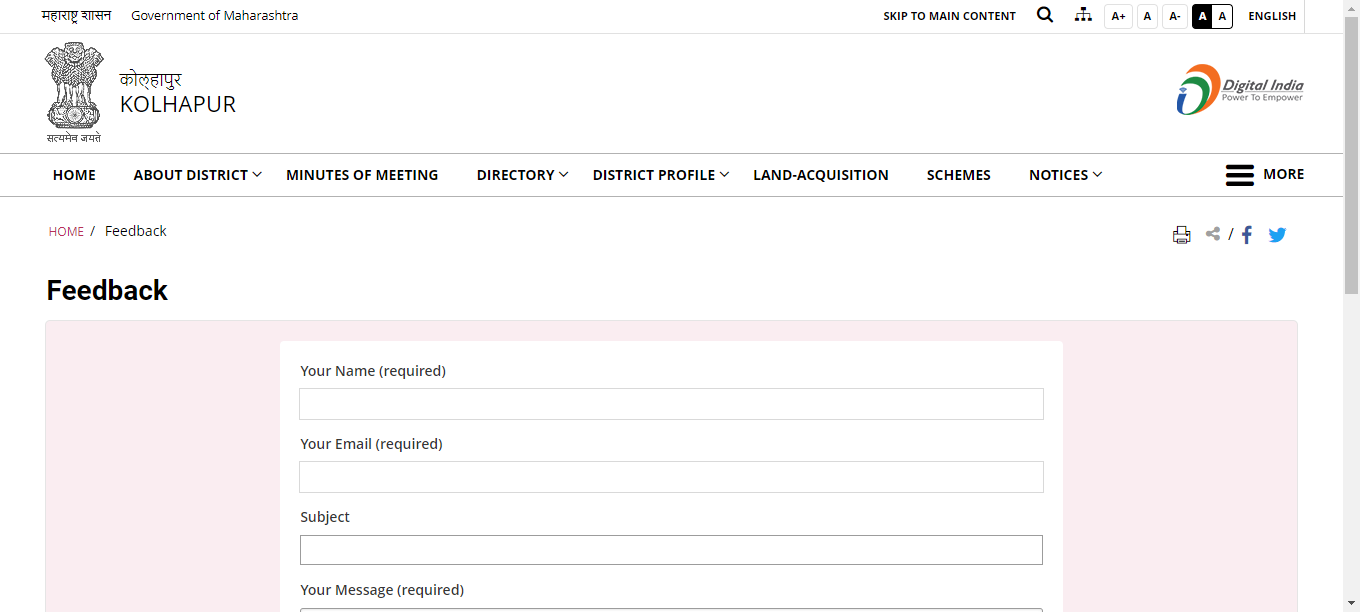 महाराष्ट्र शासन Government of Maharashtra SKIP TO MAIN CONTENT A+ A A- A A ENGLISH
कोल्हापुर
KOLHAPUR
सत्यमेव जयते
Digital India
Power To Empower
HOME ABOUT DISTRICT MINUTES OF MEETING DIRECTORY DISTRICT PROFILE LAND-ACQUISITION SCHEMES NOTICES MORE
HOME / Feedback /
Feedback
Your Name (required)
Your Email (required)
Subject
Your Message (required)